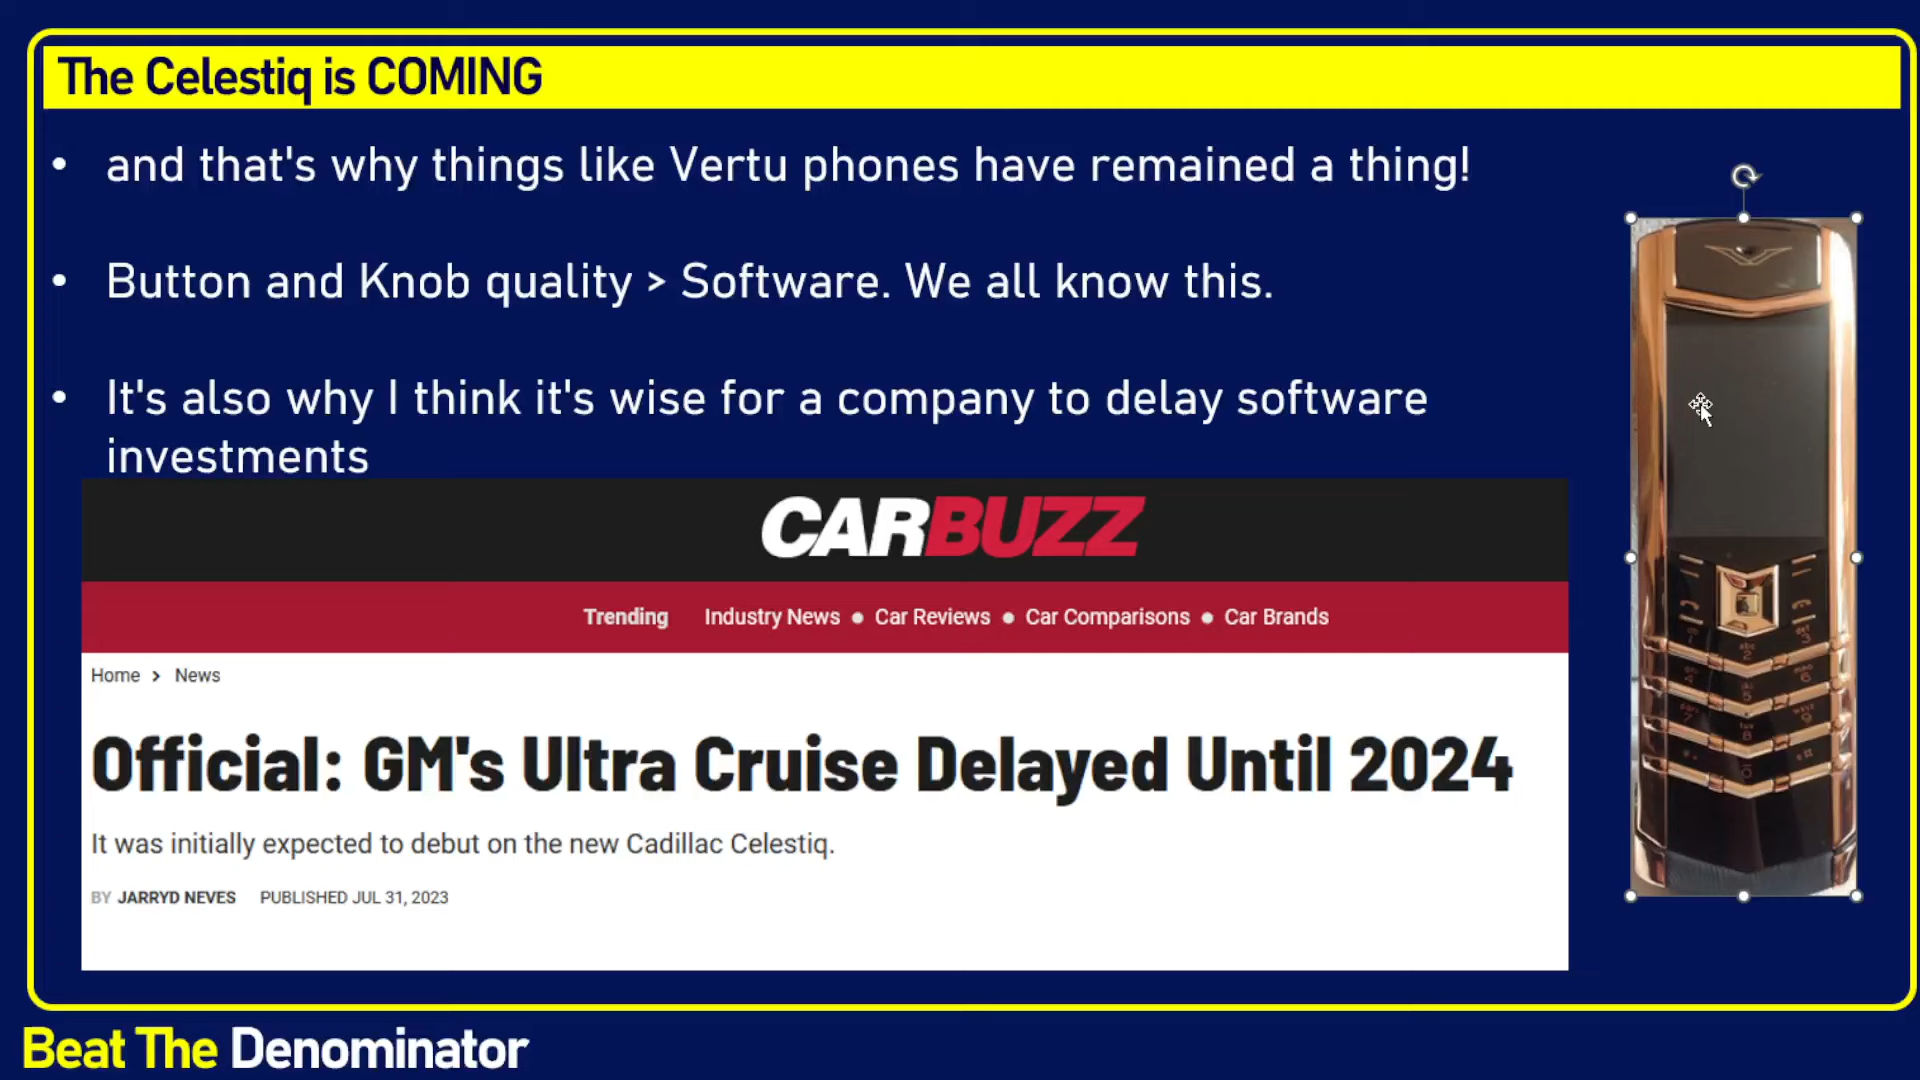 The Celestiq is COMING
• and that's why things like Vertu phones have remained a thing!
• Button and Knob quality > Software. We all know this.
• It's also why I think it's wise for a company to delay software
investments
CARBUZZ
Trending Industry News ● Car Reviews ● Car Comparisons ● Car Brands
Home > News
Official: GM's Ultra Cruise Delayed Until 2024
It was initially expected to debut on the new Cadillac Celestiq.
BY JARRYD NEVES PUBLISHED JUL 31, 2023
Beat The Denominator